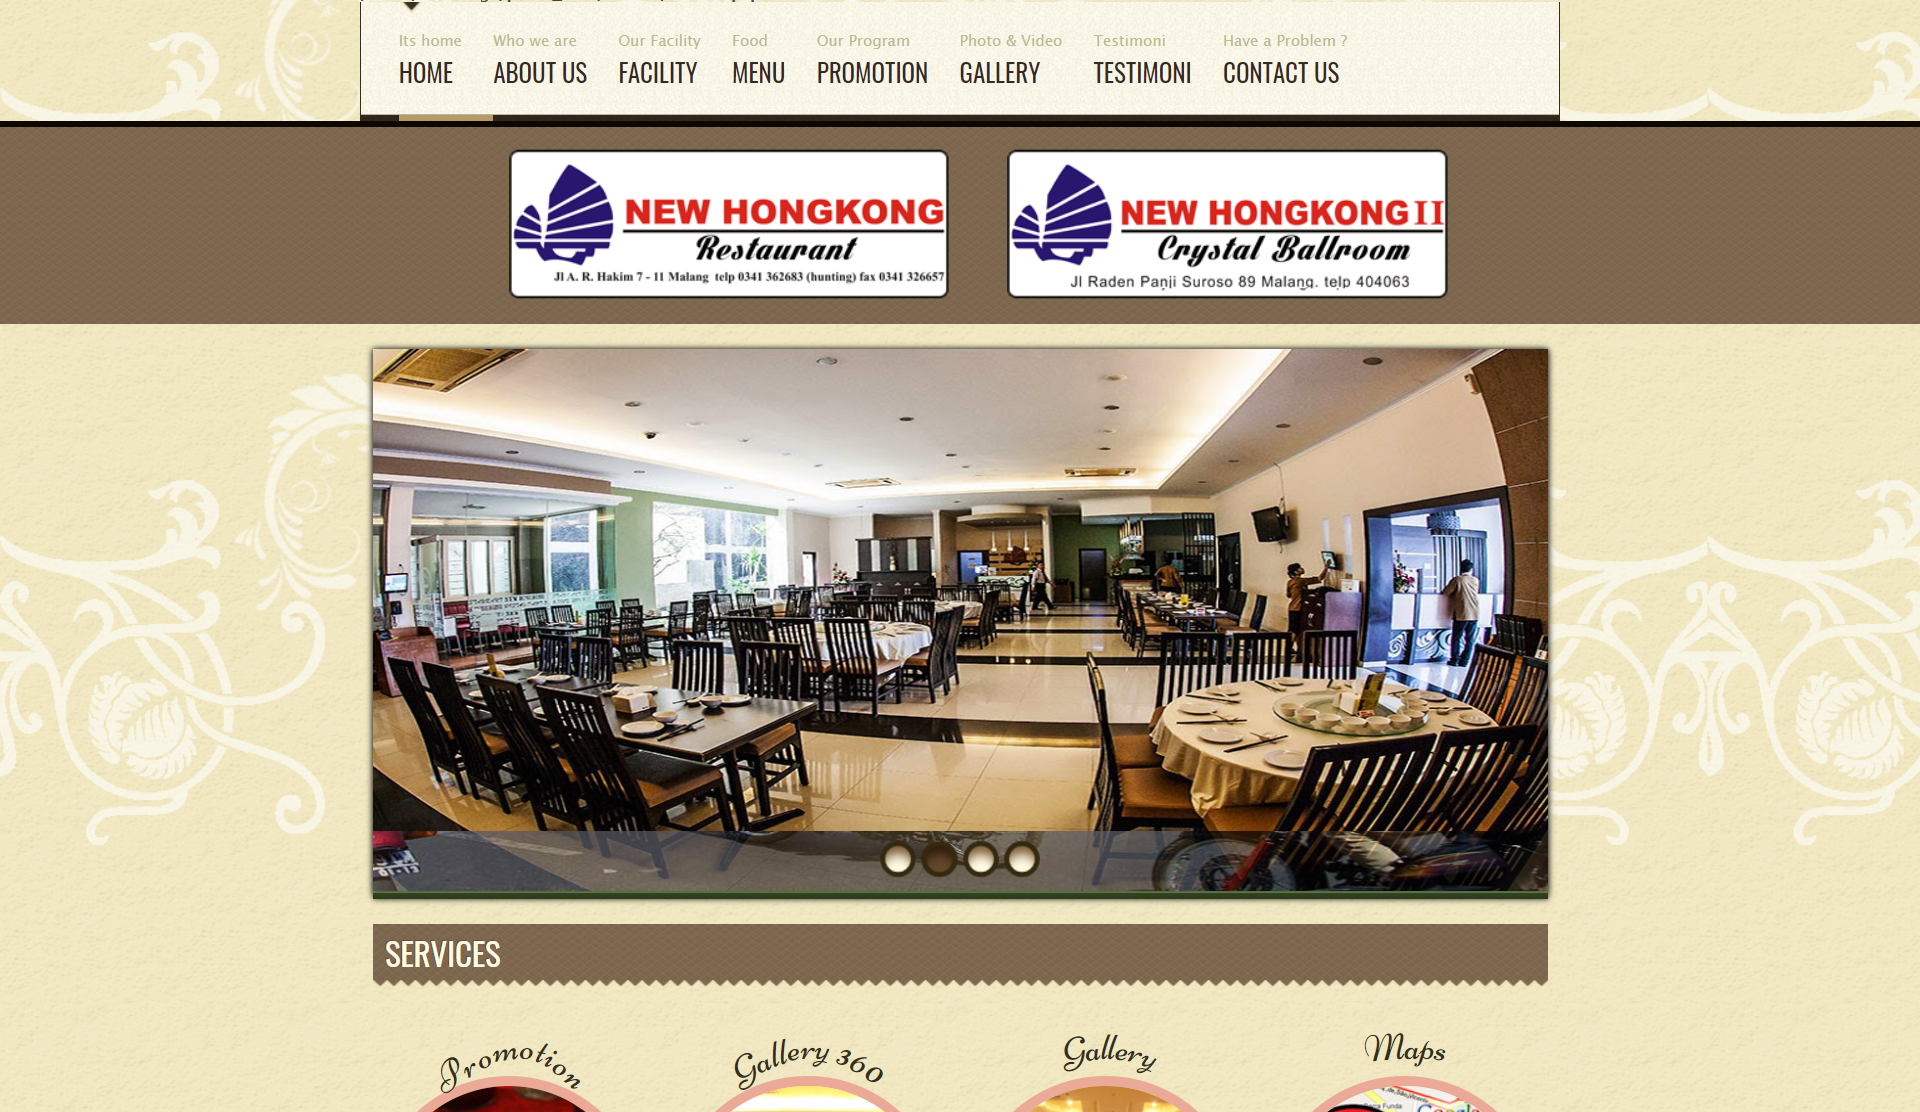 Its home Who we are Our Facility Food Our Program Photo & Video Testimoni Have a Problem ?
HOME ABOUT US FACILITY MENU PROMOTION GALLERY TESTIMONI CONTACT US
NEW HONGKONG
Restaurant
Jl A. R. Hakim 7 - 11 Malang telp 0341 362683 (hunting) fax 0341 326657
NEW HONGKONG II
Crystal Ballroom
Jl Raden Panji Suroso 89 Malang. telp 404063
SERVICES
Promotion
Gallery 360
Gallery
Maps